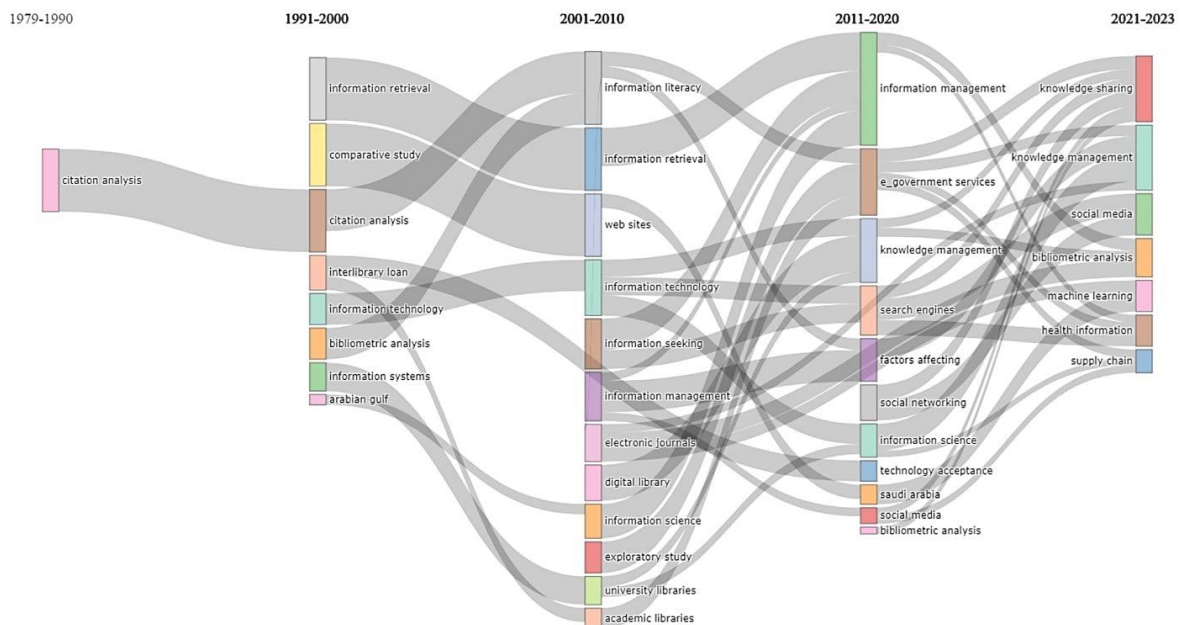 1979-1990
1991-2000
2001-2010
2011-2020
2021-2023
citation analysis
information retrieval
comparative study
citation analysis
interlibrary loan
information technology
bibliometric analysis
information systems
arabian gulf
information literacy
information retrieval
web sites
information technology
information seeking
information management
electronic journals
digital library
information science
exploratory study
university libraries
academic libraries
information management
e_government services
knowledge management
search engines
factors affecting
social networking
information science
technology acceptance
saudi arabia
social media
bibliometric analysis
knowledge sharing
knowledge management
social media
bibliometric analysis
machine learning
health information
supply chain